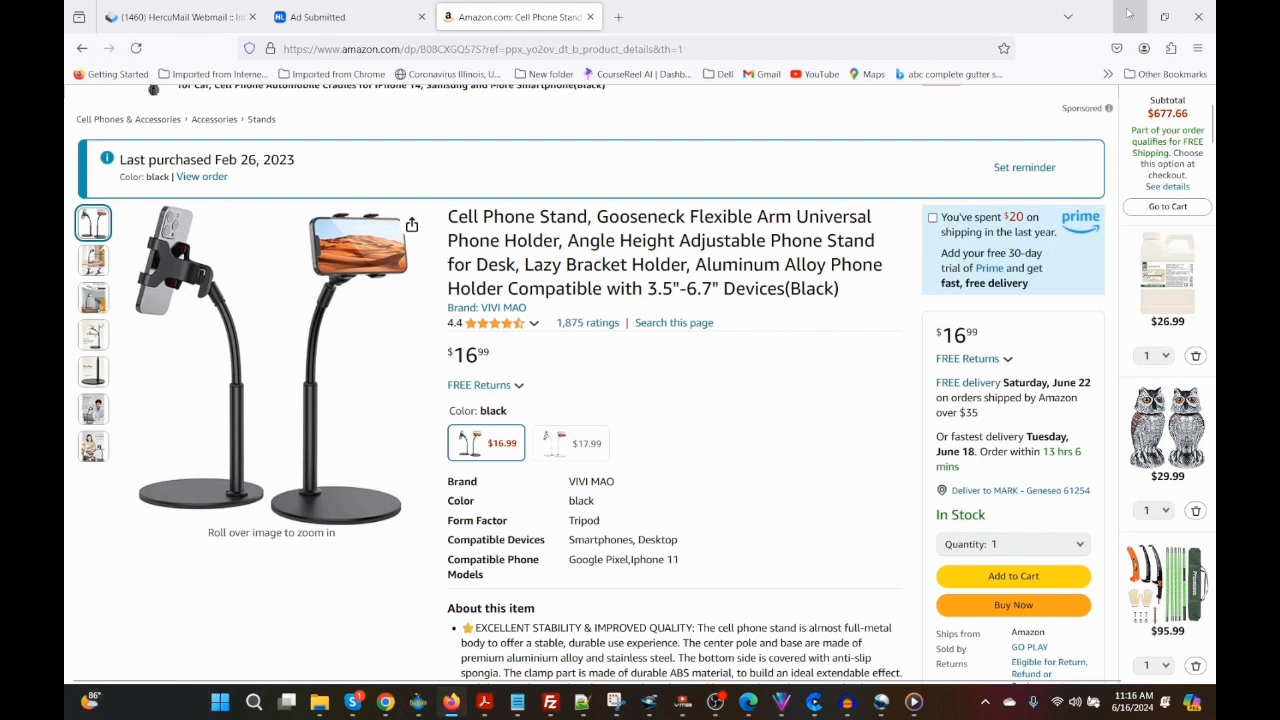 (1460) HercuMail Webmail :: In
Ad Submitted
Amazon.com: Cell Phone Stand
https://www.amazon.com/dp/B08CXGQ57S?ref=ppx_yo2ov_dt_b_product_details&th=1
Getting Started
Imported from Interne...
Imported from Chrome
Coronavirus Illinois, U...
New folder
CourseReel AI | Dashb...
Dell
Gmail
YouTube
Maps
abc complete gutter s...
Other Bookmarks
for Car, Cell Phone Automobile Cradles for iPhone 14, Samsung and More Smartphone(Black)
Sponsored
Cell Phones & Accessories › Accessories › Stands
Last purchased Feb 26, 2023
Color: black | View order
Set reminder
Cell Phone Stand, Gooseneck Flexible Arm Universal
Phone Holder, Angle Height Adjustable Phone Stand
for Desk, Lazy Bracket Holder, Aluminum Alloy Phone
Holder Compatible with 3.5"-6.7" Devices(Black)
Brand: VIVI MAO
4.4
1,875 ratings | Search this page
$16 99
FREE Returns
Color: black
$16.99
$17.99
Brand VIVI MAO
Color black
Form Factor Tripod
Compatible Devices Smartphones, Desktop
Compatible Phone Google Pixel,Iphone 11
Models
About this item
• ⭐EXCELLENT STABILITY & IMPROVED QUALITY: The cell phone stand is almost full-metal
body to offer a stable, durable use experience. The center pole and base are made of
premium aluminium alloy and stainless steel. The bottom side is covered with anti-slip
spongia. The clamp part is made of durable ABS material, to build an ideal extendable effect.
Roll over image to zoom in
You've spent $20 on
shipping in the last year.
prime
Add your free 30-day
trial of Prime and get
fast, free delivery
$16 99
FREE Returns
FREE delivery Saturday, June 22
on orders shipped by Amazon
over $35
Or fastest delivery Tuesday,
June 18. Order within 13 hrs 6
mins
Deliver to MARK - Geneseo 61254
In Stock
Quantity: 1
Add to Cart
Buy Now
Ships from Amazon
Sold by GO PLAY
Returns Eligible for Return,
Refund or
Subtotal
$677.66
Part of your order
qualifies for FREE
Shipping. Choose
this option at
checkout.
See details
Go to Cart
$26.99
1
$29.99
1
$95.99
1
86°
11:16 AM
6/16/2024